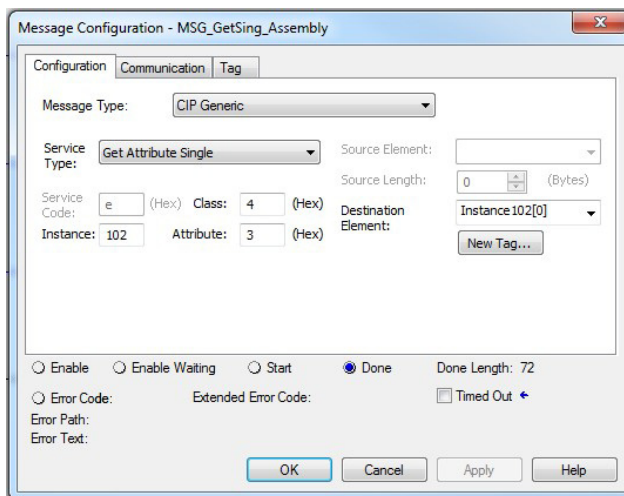 Message Configuration - MSG_GetSing_Assembly
Configuration Communication Tag
Message Type: CIP Generic
Service Type: Get Attribute Single
Source Element:
Source Length: 0 (Bytes)
Service Code: e (Hex) Class: 4 (Hex)
Destination Element: Instance102[0]
Instance: 102 Attribute: 3 (Hex)
New Tag...
Enable Enable Waiting Start Done Done Length: 72
Error Code: Extended Error Code: Timed Out
Error Path:
Error Text:
OK Cancel Apply Help